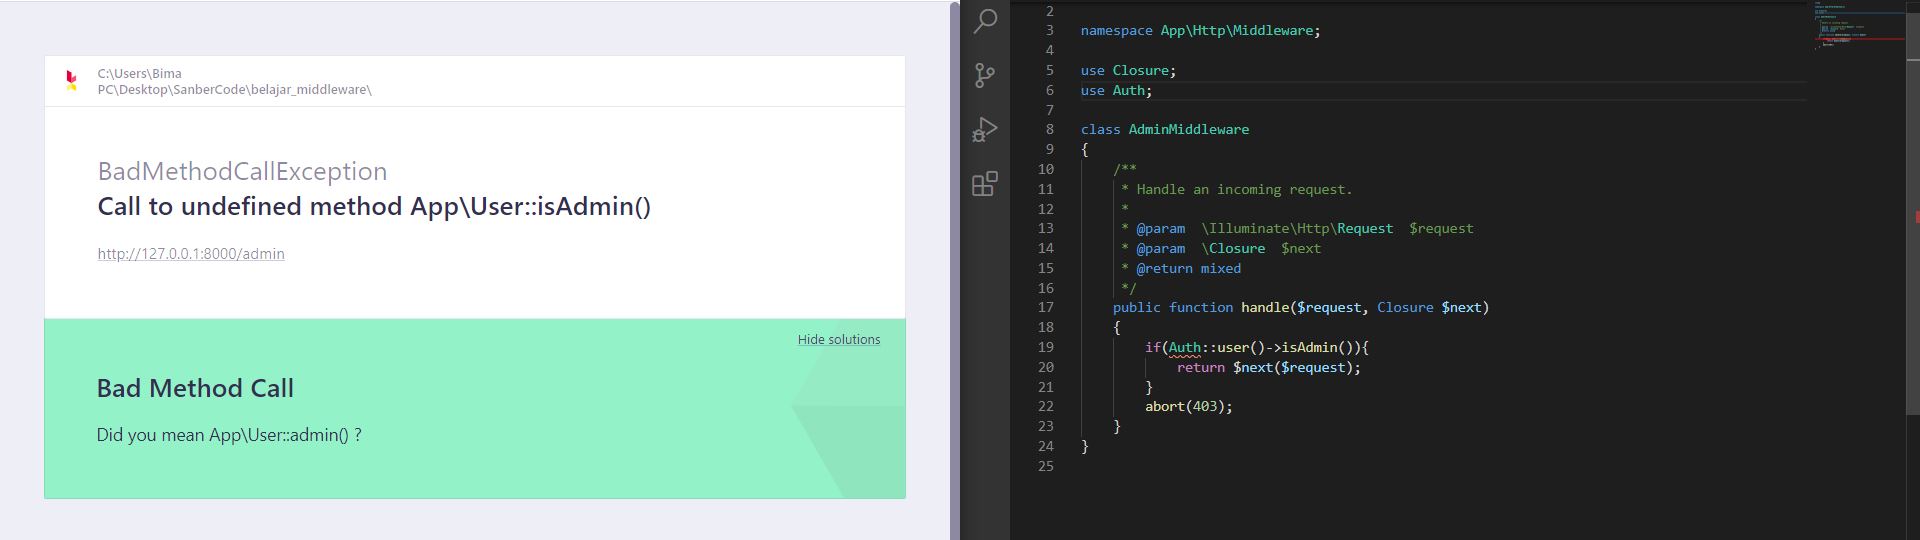 C:\Users\Bima
PC\Desktop\SanberCode\belajar_middleware\
BadMethodCallException
Call to undefined method App\User::isAdmin()
http://127.0.0.1:8000/admin
Hide solutions
Bad Method Call
Did you mean App\User::admin() ?
2
3 namespace App\Http\Middleware;
4
5 use Closure;
6 use Auth;
7
8 class AdminMiddleware
9 {
10 /**
11 * Handle an incoming request.
12 *
13 * @param  \Illuminate\Http\Request  $request
14 * @param  \Closure  $next
15 * @return mixed
16 */
17 public function handle($request, Closure $next)
18 {
19 if(Auth::user()->isAdmin()){
20 return $next($request);
21 }
22 abort(403);
23 }
24 }
25